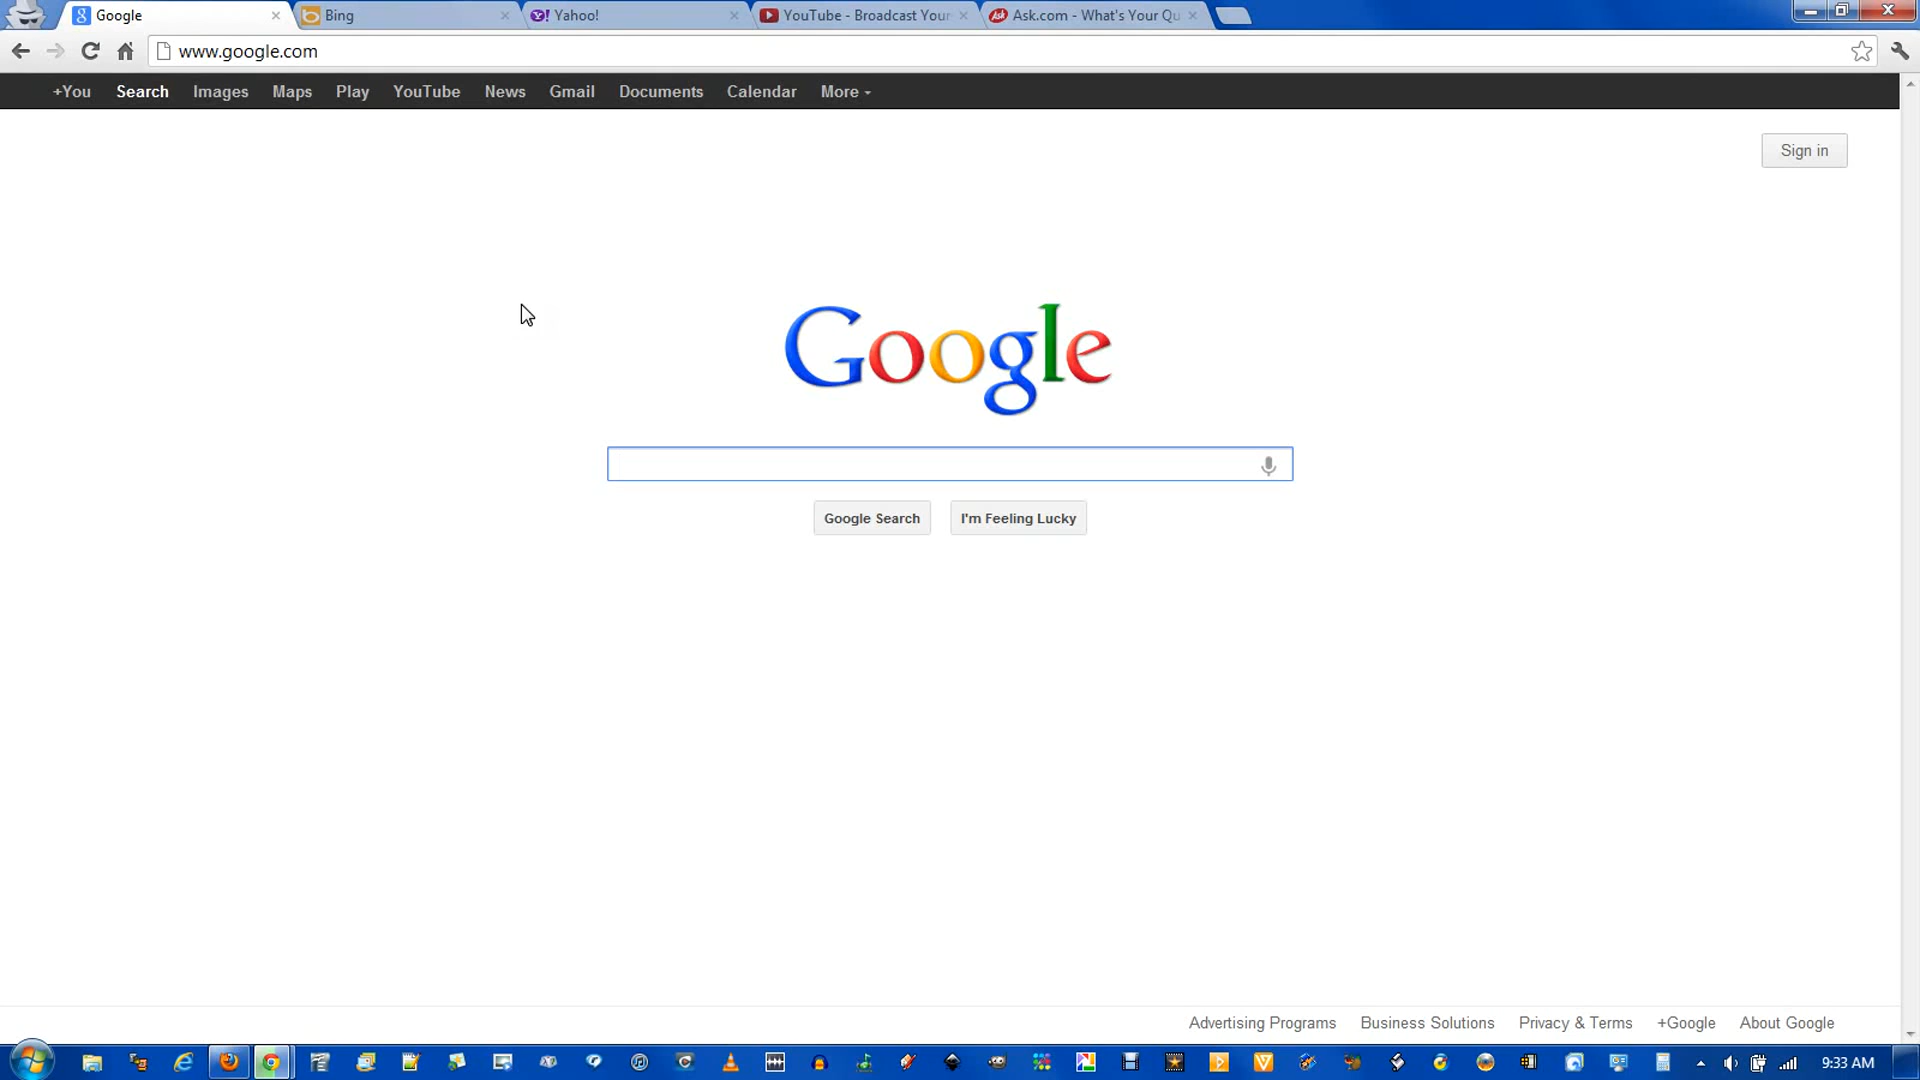 Google
Bing
Yahoo!
YouTube - Broadcast Your
Ask.com - What's Your Qu
www.google.com
+You Search Images Maps Play YouTube News Gmail Documents Calendar More
Sign in
Google
Google Search I'm Feeling Lucky
Advertising Programs Business Solutions Privacy & Terms +Google About Google
9:33 AM